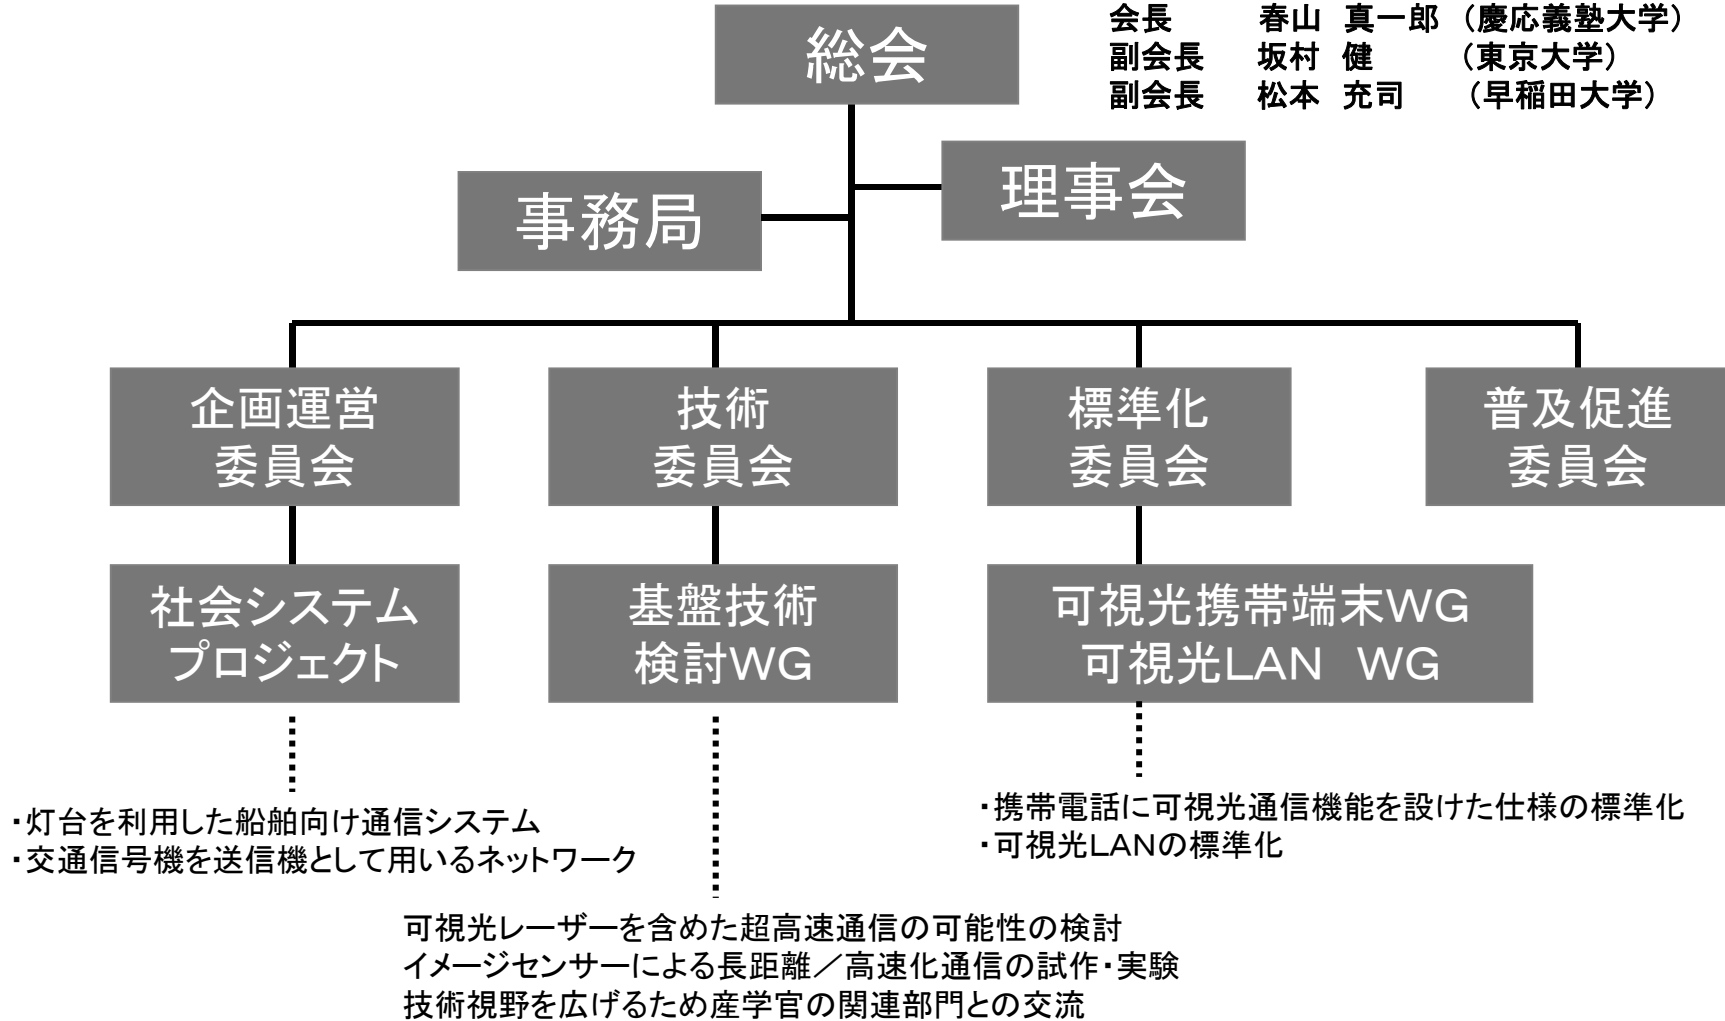 総会
会長　春山　真一郎　（慶応義塾大学）
副会長　坂村　健　（東京大学）
副会長　松本　充司　（早稲田大学）
理事会
事務局
企画運営
委員会
技術
委員会
標準化
委員会
普及促進
委員会
社会システム
プロジェクト
基盤技術
検討WG
可視光携帯端末WG
可視光LAN　WG
・灯台を利用した船舶向け通信システム
・交通信号機を送信機として用いるネットワーク
・携帯電話に可視光通信機能を設けた仕様の標準化
・可視光LANの標準化
可視光レーザーを含めた超高速通信の可能性の検討
イメージセンサーによる長距離／高速化通信の試作・実験
技術視野を広げるため産学官の関連部門との交流